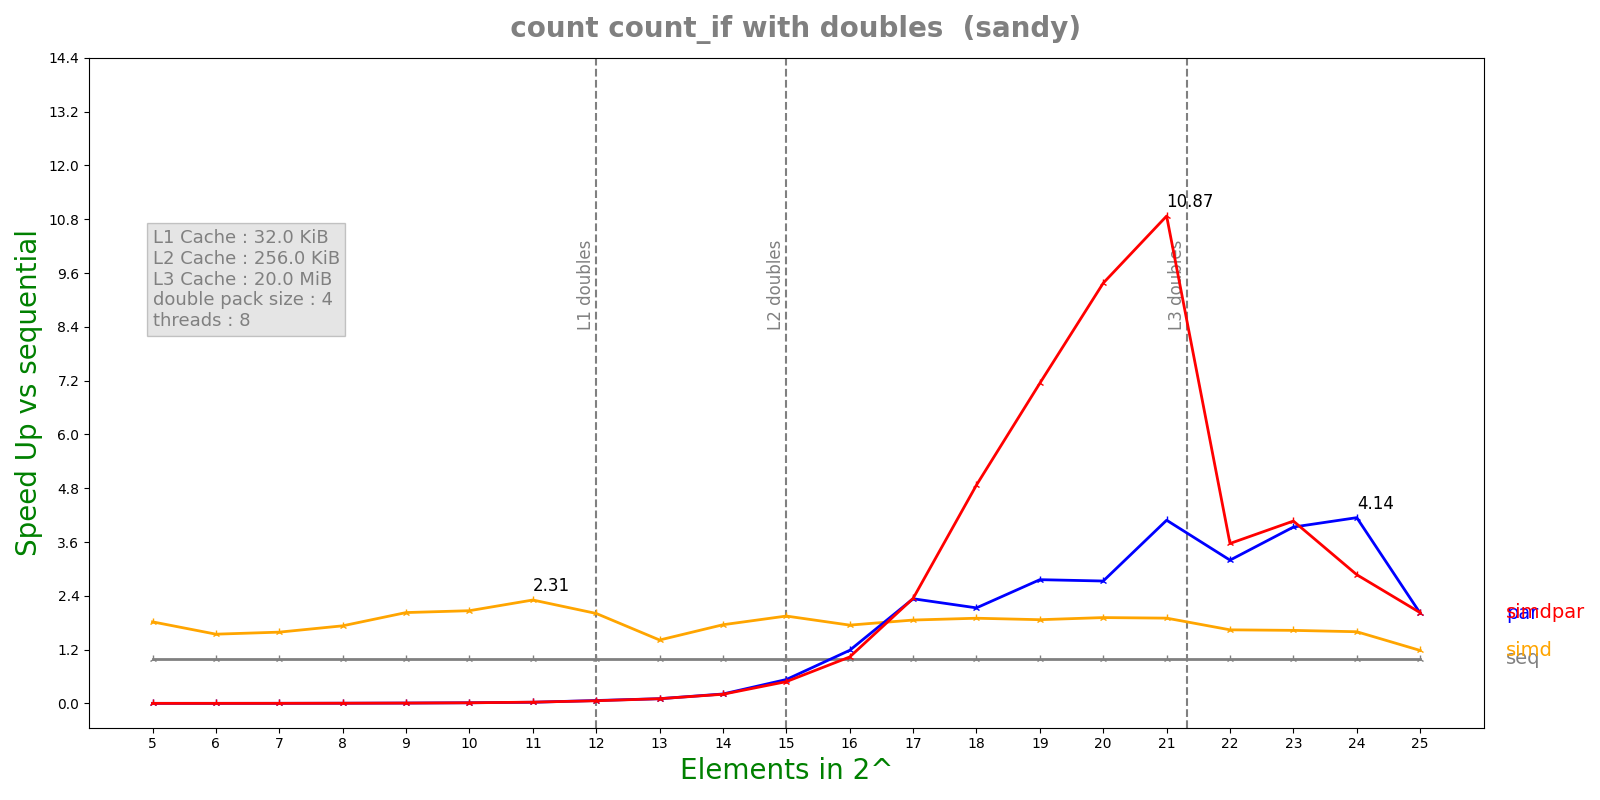 count count_if with doubles  (sandy)
Speed Up vs sequential
14.4
13.2
12.0
10.8
9.6
8.4
7.2
6.0
4.8
3.6
2.4
1.2
0.0
L1 Cache : 32.0 KiB
L2 Cache : 256.0 KiB
L3 Cache : 20.0 MiB
double pack size : 4
threads : 8
L1 doubles
L2 doubles
L3 doubles
2.31
10.87
4.14
simdpar
par
simd
seq
5 6 7 8 9 10 11 12 13 14 15 16 17 18 19 20 21 22 23 24 25
Elements in 2^